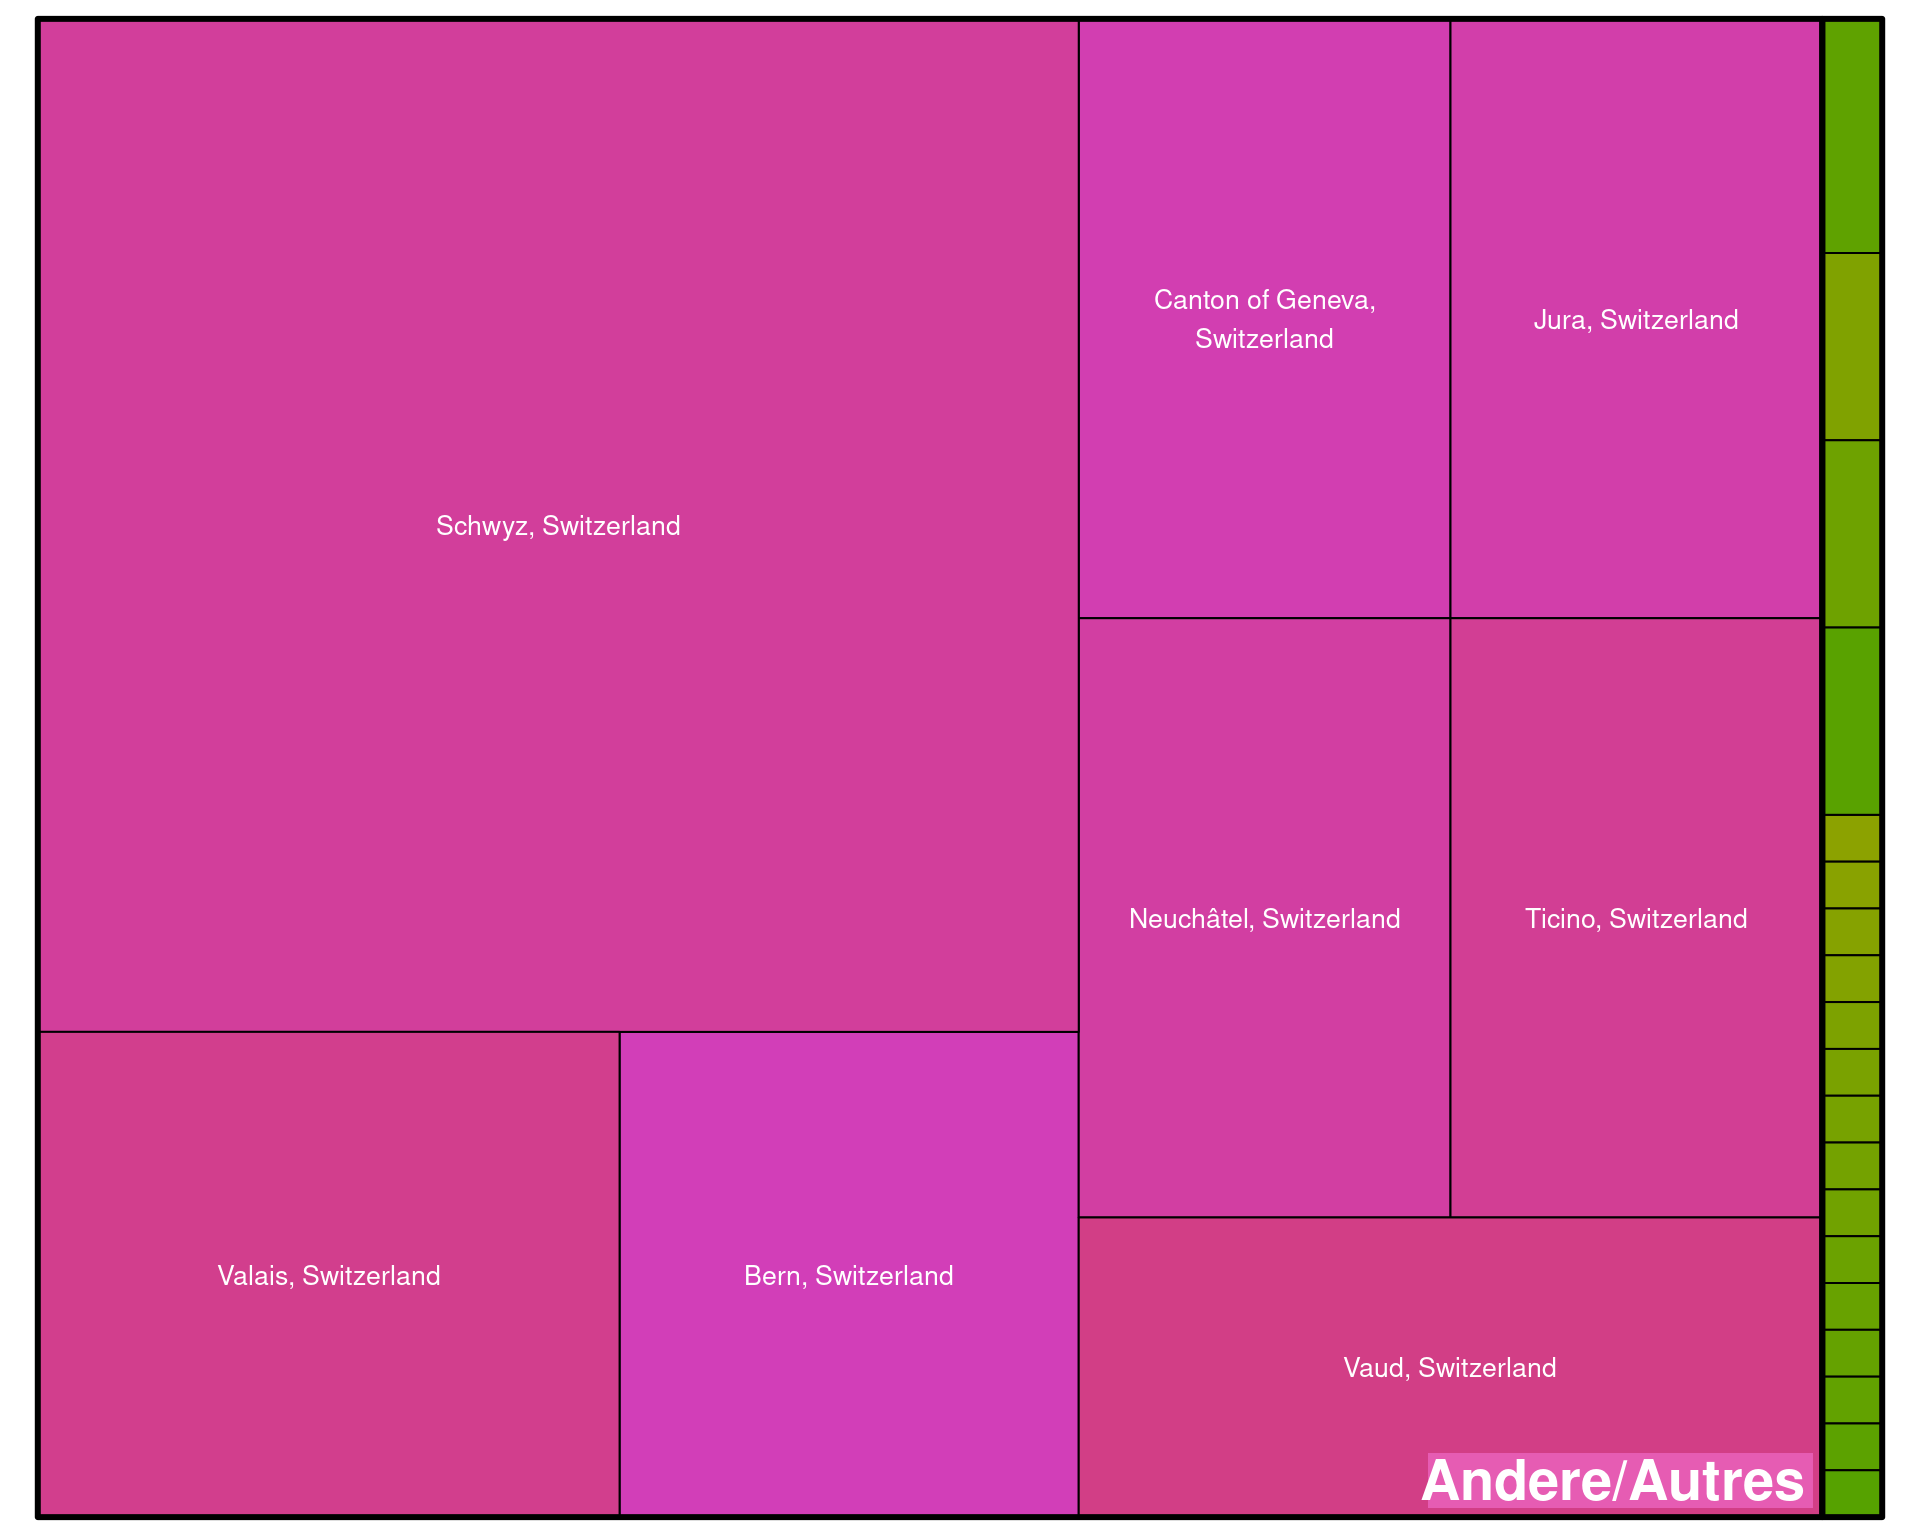 Schwyz, Switzerland
Canton of Geneva,
Switzerland
Jura, Switzerland
Neuchâtel, Switzerland
Ticino, Switzerland
Valais, Switzerland
Bern, Switzerland
Vaud, Switzerland
Andere/Autres